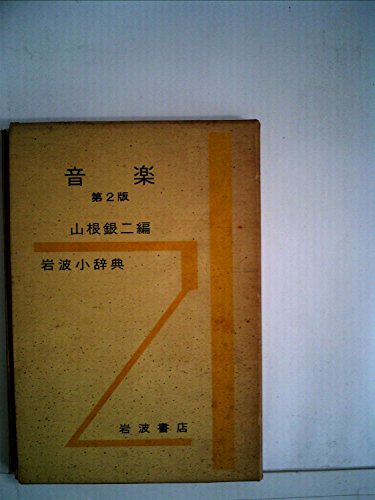 音楽
第2版
山根銀二編
岩波小辞典
岩波書店